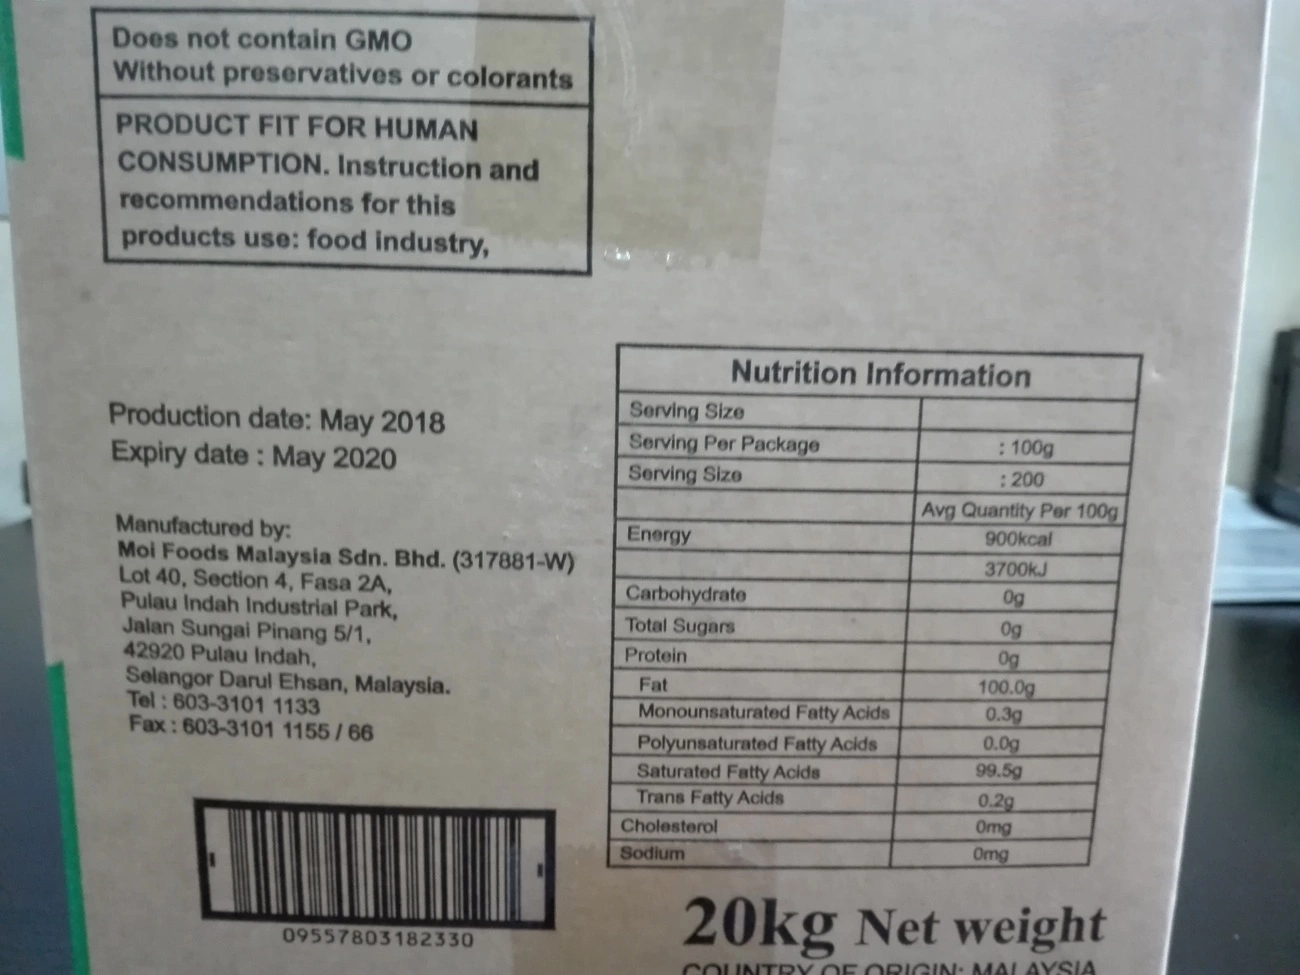 Does not contain GMO
Without preservatives or colorants
PRODUCT FIT FOR HUMAN
CONSUMPTION. Instruction and
recommendations for this
products use: food industry,
Production date: May 2018
Expiry date : May 2020
Manufactured by:
Moi Foods Malaysia Sdn. Bhd. (317881-W)
Lot 40, Section 4, Fasa 2A,
Pulau Indah Industrial Park,
Jalan Sungai Pinang 5/1,
42920 Pulau Indah,
Selangor Darul Ehsan, Malaysia.
Tel : 603-3101 1133
Fax : 603-3101 1155 / 66
09557803182330
Nutrition Information
Serving Size
Serving Per Package : 100g
Serving Size : 200
Avg Quantity Per 100g
Energy 900kcal
3700kJ
Carbohydrate 0g
Total Sugars 0g
Protein 0g
Fat 100.0g
Monounsaturated Fatty Acids 0.3g
Polyunsaturated Fatty Acids 0.0g
Saturated Fatty Acids 99.5g
Trans Fatty Acids 0.2g
Cholesterol 0mg
Sodium 0mg
20kg Net weight
COUNTRY OF ORIGIN: MALAYSIA